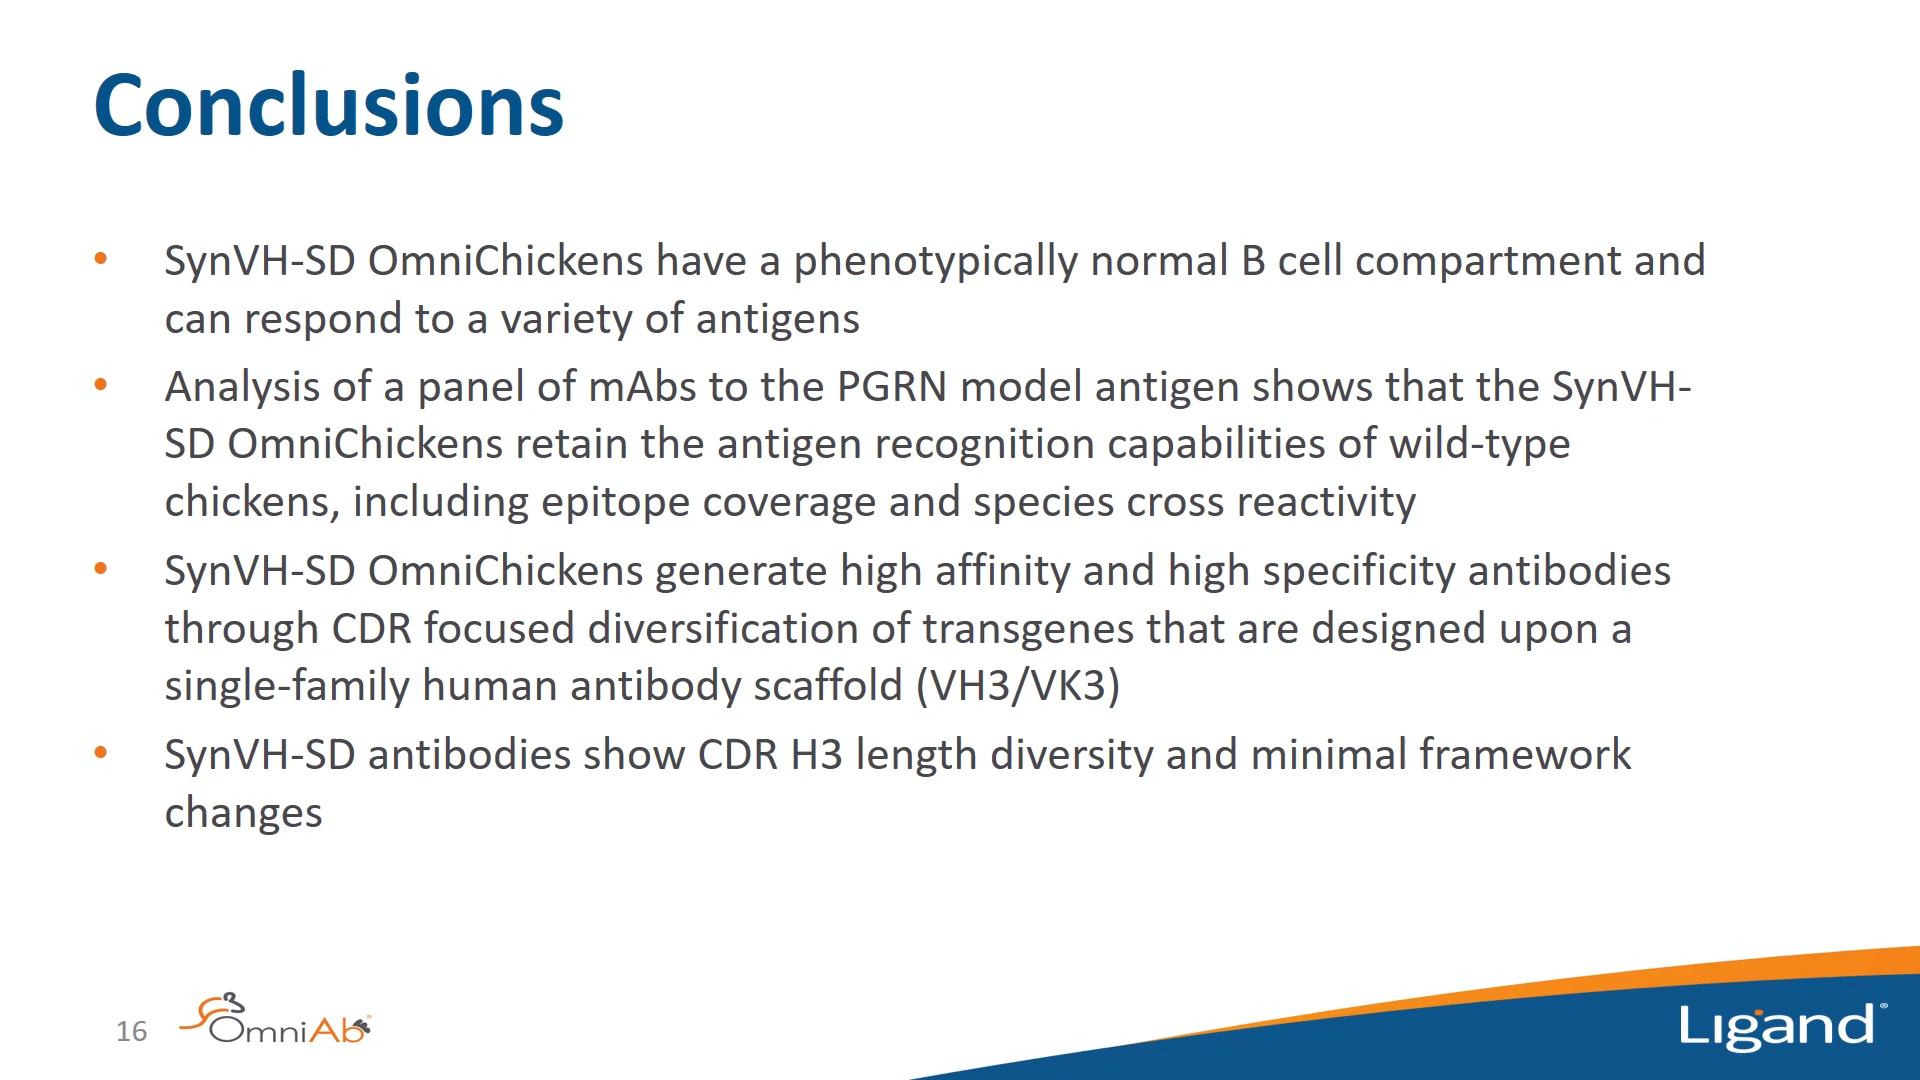 Conclusions
• SynVH-SD OmniChickens have a phenotypically normal B cell compartment and
can respond to a variety of antigens
• Analysis of a panel of mAbs to the PGRN model antigen shows that the SynVH-
SD OmniChickens retain the antigen recognition capabilities of wild-type
chickens, including epitope coverage and species cross reactivity
• SynVH-SD OmniChickens generate high affinity and high specificity antibodies
through CDR focused diversification of transgenes that are designed upon a
single-family human antibody scaffold (VH3/VK3)
• SynVH-SD antibodies show CDR H3 length diversity and minimal framework
changes
16
OmniAb®
Ligand®